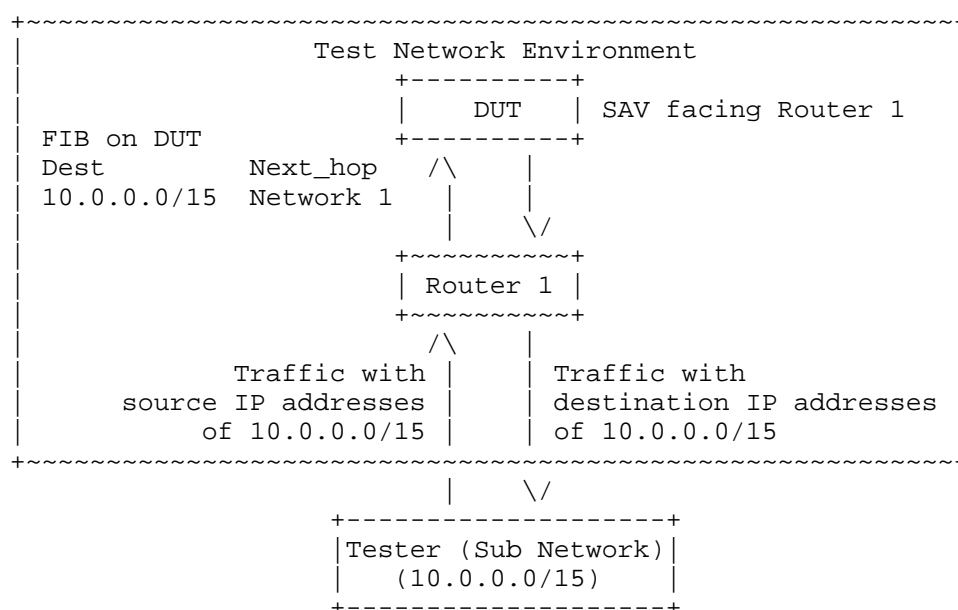 Test Network Environment
DUT SAV facing Router 1
FIB on DUT
Dest Next_hop
10.0.0.0/15 Network 1
Router 1
Traffic with Traffic with
source IP addresses destination IP addresses
of 10.0.0.0/15 of 10.0.0.0/15
Tester (Sub Network)
(10.0.0.0/15)